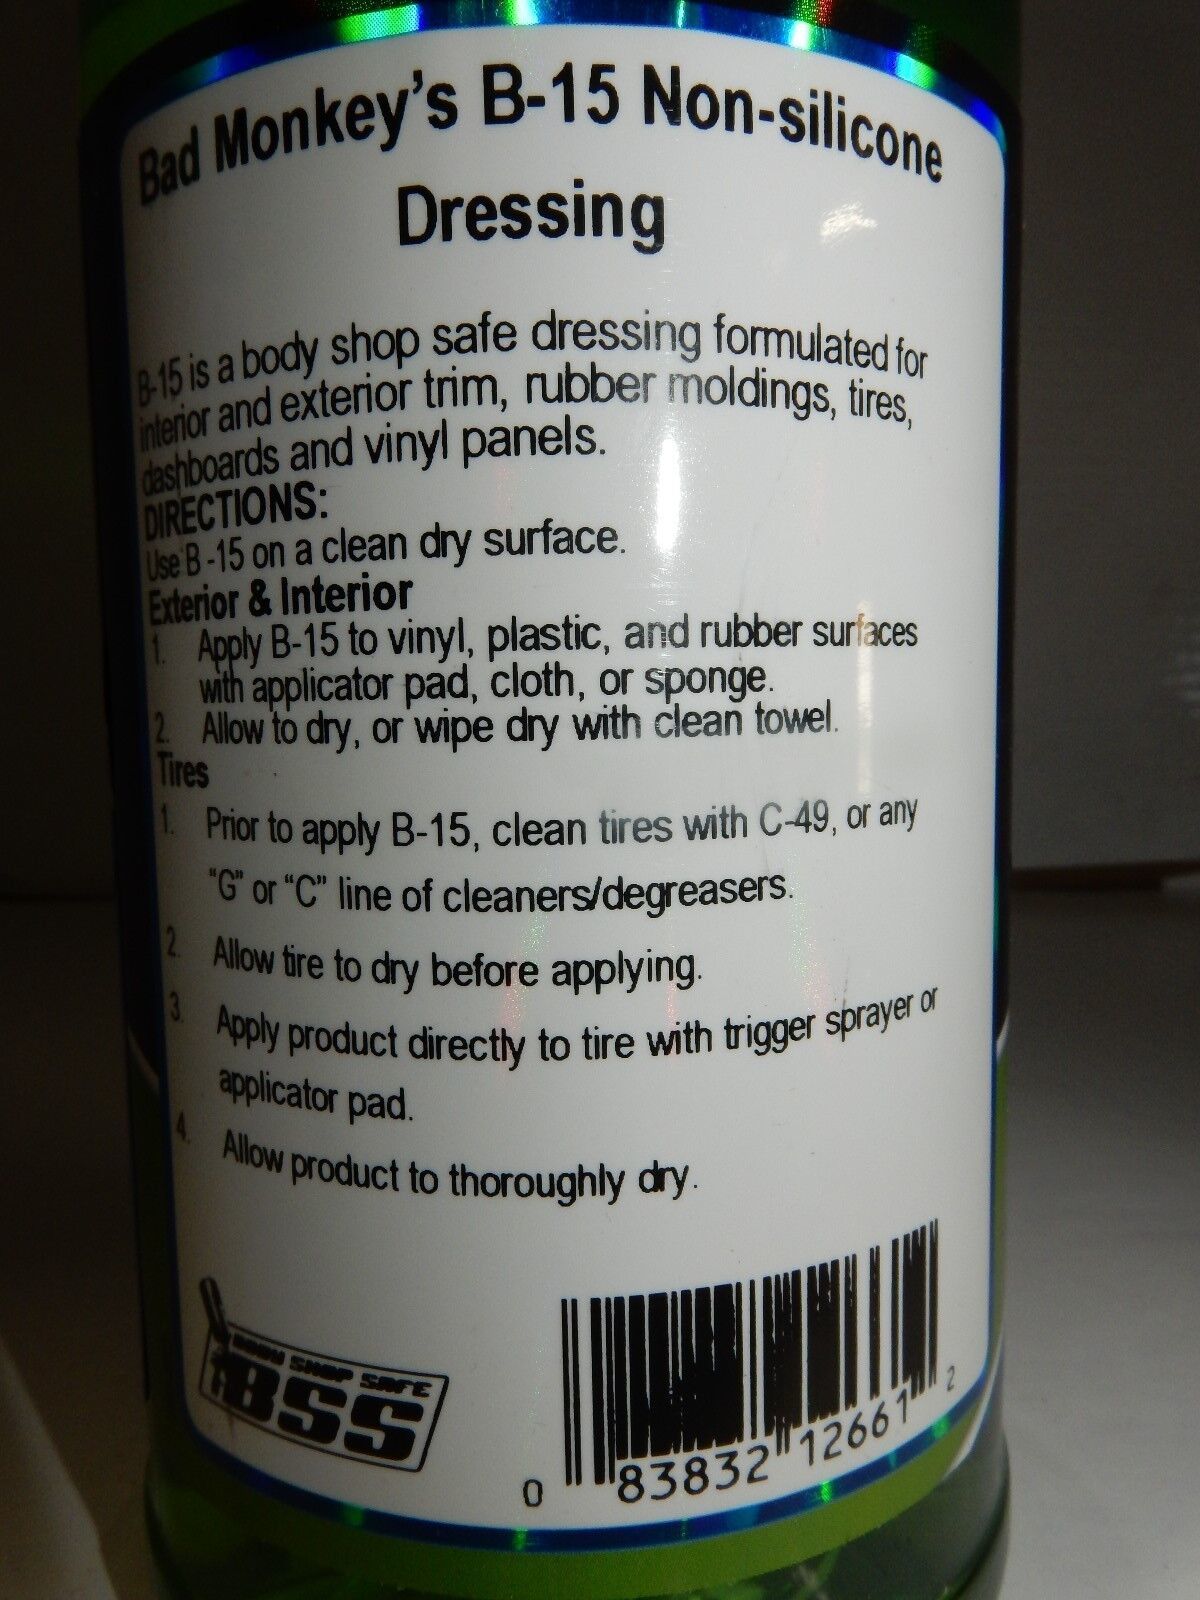 Bad Monkey's B-15 Non-silicone
Dressing
B-15 is a body shop safe dressing formulated for
interior and exterior trim, rubber moldings, tires,
dashboards and vinyl panels.
DIRECTIONS:
Use B -15 on a clean dry surface.
Exterior & Interior
1. Apply B-15 to vinyl, plastic, and rubber surfaces
with applicator pad, cloth, or sponge.
2. Allow to dry, or wipe dry with clean towel.
Tires
1. Prior to apply B-15, clean tires with C-49, or any
"G" or "C" line of cleaners/degreasers.
2. Allow tire to dry before applying.
3. Apply product directly to tire with trigger sprayer or
applicator pad.
4. Allow product to thoroughly dry.
BODY SHOP SAFE
BSS
0 83832 12661 2